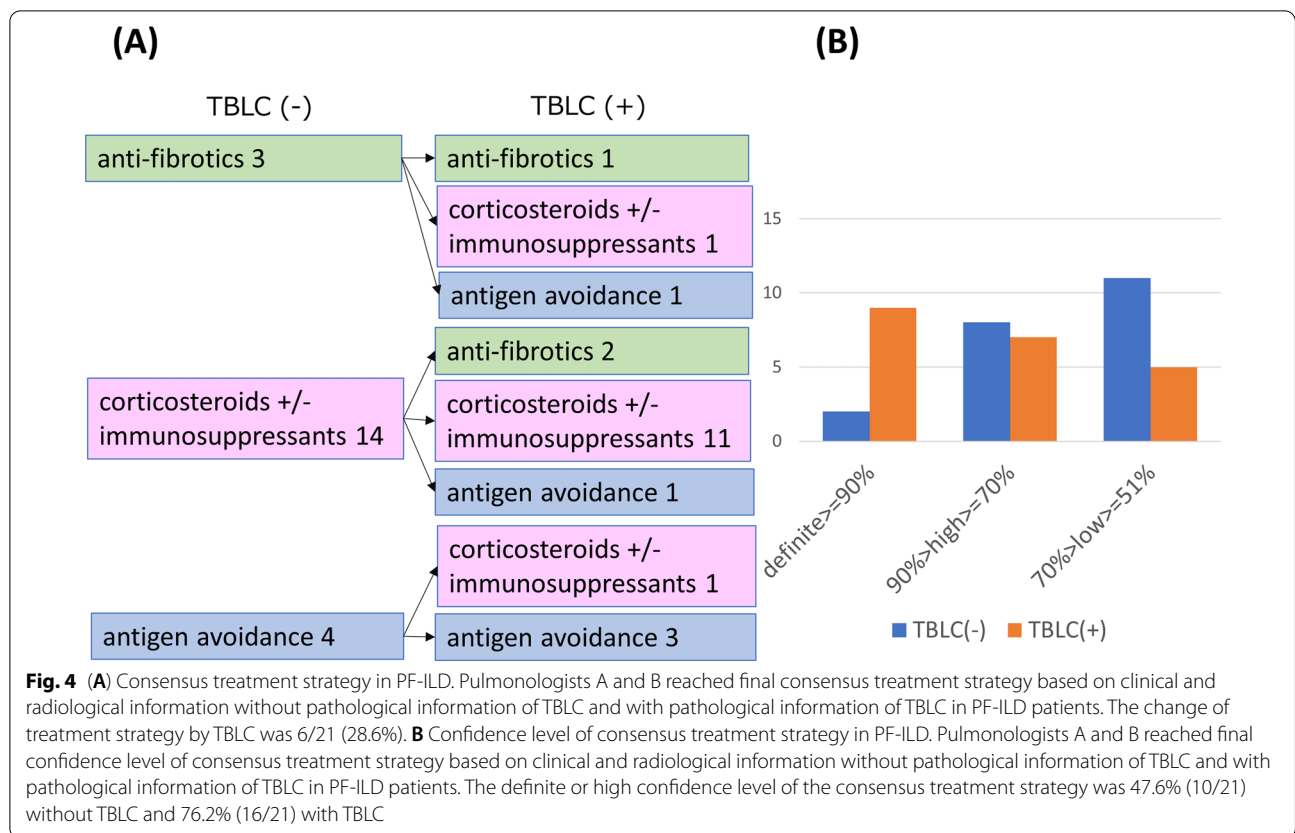 (A)
TBLC (-)
TBLC (+)
anti-fibrotics 3
anti-fibrotics 1
corticosteroids +/-
immunosuppressants 1
antigen avoidance 1
corticosteroids +/-
immunosuppressants 14
anti-fibrotics 2
corticosteroids +/-
immunosuppressants 11
antigen avoidance 1
antigen avoidance 4
corticosteroids +/-
immunosuppressants 1
antigen avoidance 3
(B)
15
10
5
0
definite>=90%
90%>high>=70%
70%>low>=51%
TBLC(-)
TBLC(+)
Fig. 4 (A) Consensus treatment strategy in PF-ILD. Pulmonologists A and B reached final consensus treatment strategy based on clinical and
radiological information without pathological information of TBLC and with pathological information of TBLC in PF-ILD patients. The change of
treatment strategy by TBLC was 6/21 (28.6%). B Confidence level of consensus treatment strategy in PF-ILD. Pulmonologists A and B reached final
confidence level of consensus treatment strategy based on clinical and radiological information without pathological information of TBLC and with
pathological information of TBLC in PF-ILD patients. The definite or high confidence level of the consensus treatment strategy was 47.6% (10/21)
without TBLC and 76.2% (16/21) with TBLC